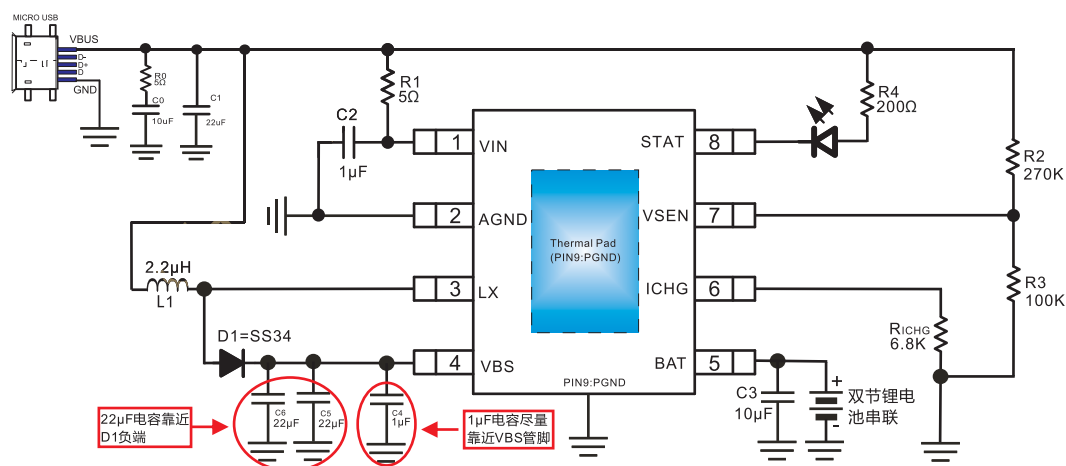 MICRO USB
VBUS
D-
D+
D
GND
J1
R0
5Ω
C0
10uF
C1
22uF
C2
1μF
R1
5Ω
R4
200Ω
R2
270K
R3
100K
1 VIN
2 AGND
3 LX
4 VBS
STAT 8
VSEN 7
ICHG 6
BAT 5
Thermal Pad
(PIN9:PGND)
PIN9:PGND
2.2μH
L1
D1=SS34
C6
22μF
C5
22μF
C4
1μF
22μF电容靠近
D1负端
1μF电容尽量
靠近VBS管脚
C3
10μF
+
-
双节锂电
池串联
RICHG
6.8K